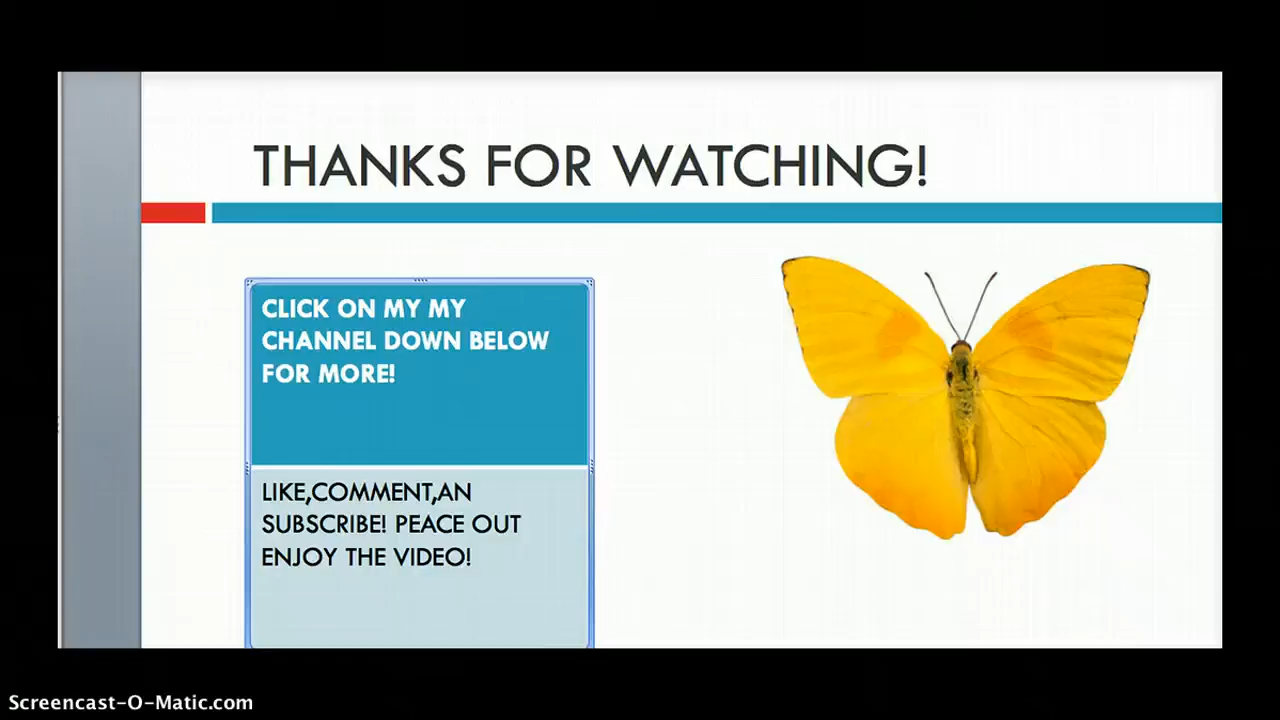 THANKS FOR WATCHING!
CLICK ON MY MY
CHANNEL DOWN BELOW
FOR MORE!
LIKE,COMMENT,AN
SUBSCRIBE! PEACE OUT
ENJOY THE VIDEO!
Screencast-O-Matic.com